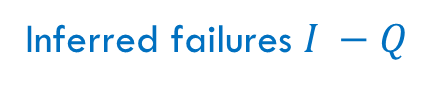 Inferred failures 𝐼 − 𝑄